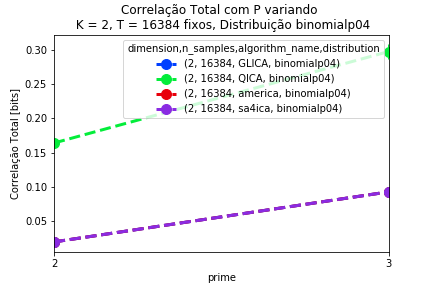 Correlação Total com P variando
K = 2, T = 16384 fixos, Distribuição binomialp04
Correlação Total [bits]
0.30
0.25
0.20
0.15
0.10
0.05
dimension,n_samples,algorithm_name,distribution
(2, 16384, GLICA, binomialp04)
(2, 16384, QICA, binomialp04)
(2, 16384, america, binomialp04)
(2, 16384, sa4ica, binomialp04)
2
3
prime